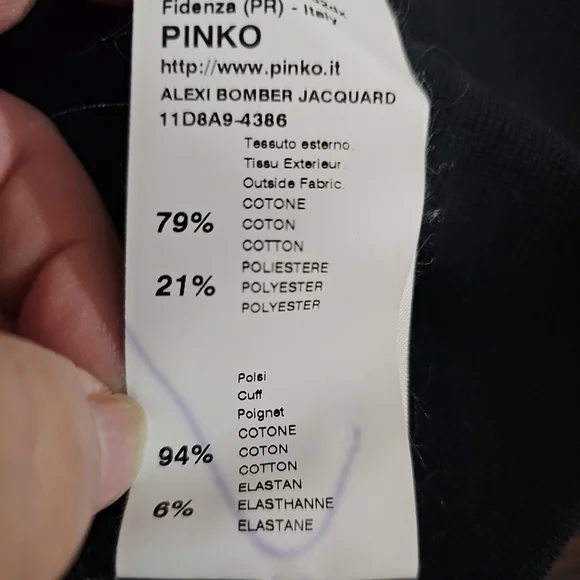 Fidenza (PR) - Italy
PINKO
http://www.pinko.it
ALEXI BOMBER JACQUARD
11D8A9-4386
Tessuto esterno.
Tissu Exterieur.
Outside Fabric.
COTONE
79% COTON
COTTON
POLIESTERE
21% POLYESTER
POLYESTER
Polsi
Cuff
Poignet
COTONE
94% COTON
COTTON
ELASTAN
6% ELASTHANNE
ELASTANE